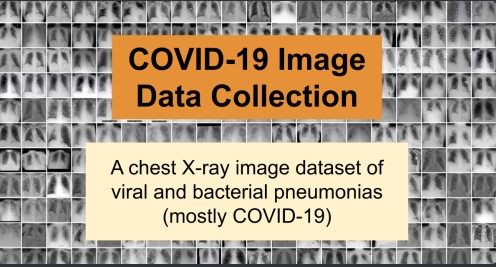 COVID-19 Image
Data Collection
A chest X-ray image dataset of
viral and bacterial pneumonias
(mostly COVID-19)